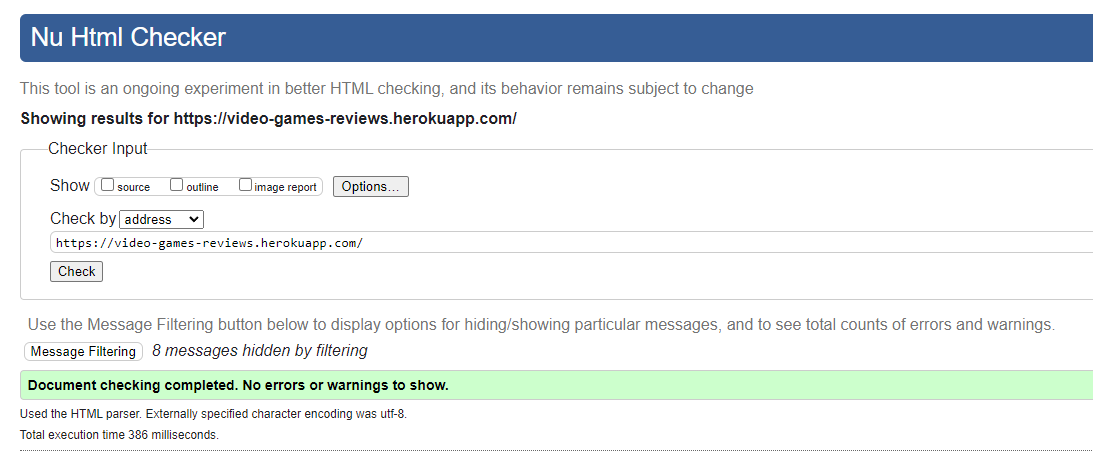 Nu Html Checker
This tool is an ongoing experiment in better HTML checking, and its behavior remains subject to change
Showing results for https://video-games-reviews.herokuapp.com/
Checker Input
Show source outline image report Options...
Check by address
https://video-games-reviews.herokuapp.com/
Check
Use the Message Filtering button below to display options for hiding/showing particular messages, and to see total counts of errors and warnings.
Message Filtering 8 messages hidden by filtering
Document checking completed. No errors or warnings to show.
Used the HTML parser. Externally specified character encoding was utf-8.
Total execution time 386 milliseconds.